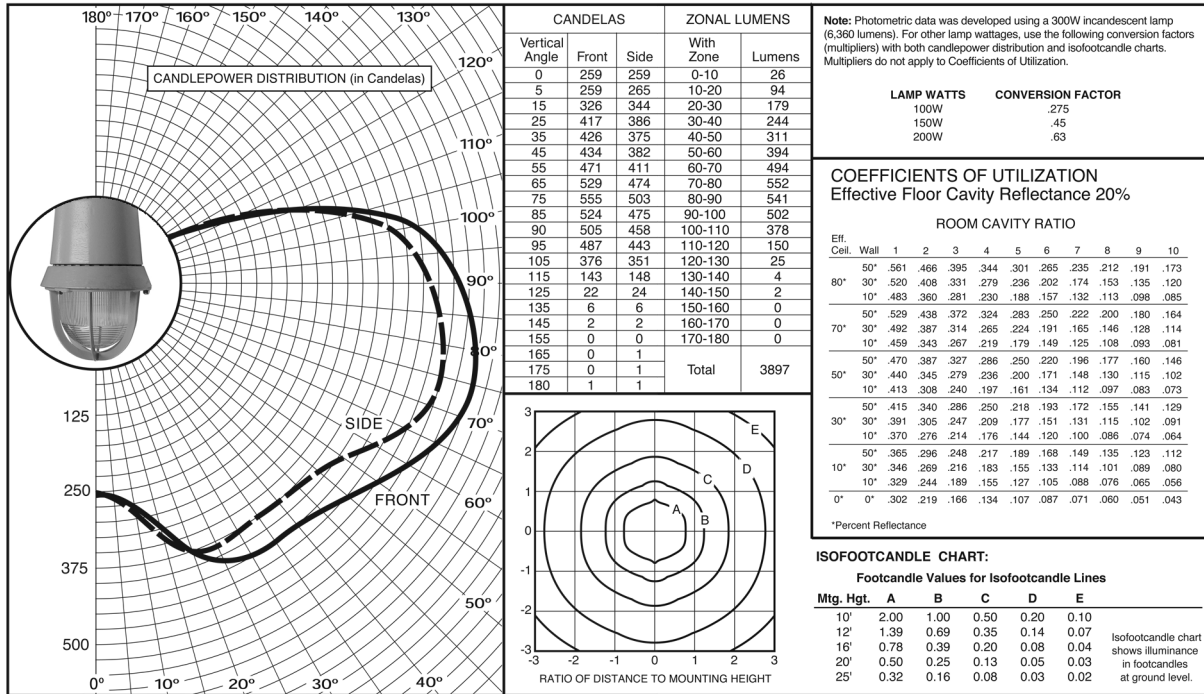 180° 170° 140° 130°
120°
CANDLEPOWER DISTRIBUTION (in Candelas)
110°
100°
90°
80°
70°
60°
50°
125
250
375
500
SIDE
FRONT
0° 10° 20° 30° 40°
CANDELAS ZONAL LUMENS
Vertical Angle Front Side With Zone Lumens
0 259 259 0-10 26
5 259 265 10-20 94
15 326 344 20-30 179
25 417 386 30-40 244
35 426 375 40-50 311
45 434 382 50-60 394
55 471 411 60-70 494
65 529 474 70-80 552
75 555 503 80-90 541
85 524 475 90-100 502
90 505 458 100-110 378
95 487 443 110-120 150
105 376 351 120-130 25
115 143 148 130-140 4
125 22 24 140-150 2
135 6 6 150-160 0
145 2 2 160-170 0
155 0 0 170-180 0
165 0 1
175 0 1 Total 3897
180 1 1
3
2
1
0
-1
-2
-3
A
B
C
D
E
-3 -2 -1 0 1 2 3
RATIO OF DISTANCE TO MOUNTING HEIGHT
Note: Photometric data was developed using a 300W incandescent lamp
(6,360 lumens). For other lamp wattages, use the following conversion factors
(multipliers) with both candlepower distribution and isofootcandle charts.
Multipliers do not apply to Coefficients of Utilization.
LAMP WATTS CONVERSION FACTOR
100W .275
150W .45
200W .63
COEFFICIENTS OF UTILIZATION
Effective Floor Cavity Reflectance 20%
ROOM CAVITY RATIO
Eff.
Ceil. Wall 1 2 3 4 5 6 7 8 9 10
50* .561 .466 .395 .344 .301 .265 .235 .212 .191 .173
80* 30* .520 .408 .331 .279 .236 .202 .174 .153 .135 .120
10* .483 .360 .281 .230 .188 .157 .132 .113 .098 .085
50* .529 .438 .372 .324 .283 .250 .222 .200 .180 .164
70* 30* .492 .387 .314 .265 .224 .191 .165 .146 .128 .114
10* .459 .343 .267 .219 .179 .149 .125 .108 .093 .081
50* .470 .387 .327 .286 .250 .220 .196 .177 .160 .146
50* 30* .440 .345 .279 .236 .200 .171 .148 .130 .115 .102
10* .413 .308 .240 .197 .161 .134 .112 .097 .083 .073
50* .415 .340 .286 .250 .218 .193 .172 .155 .141 .129
30* 30* .391 .305 .247 .209 .177 .151 .131 .115 .102 .091
10* .370 .276 .214 .176 .144 .120 .100 .086 .074 .064
50* .365 .296 .248 .217 .189 .168 .149 .135 .123 .112
10* 30* .346 .269 .216 .183 .155 .133 .114 .101 .089 .080
10* .329 .244 .189 .155 .127 .105 .088 .076 .065 .056
0* 0* .302 .219 .166 .134 .107 .087 .071 .060 .051 .043
*Percent Reflectance
ISOFOOTCANDLE CHART:
Footcandle Values for Isofootcandle Lines
Mtg. Hgt. A B C D E
10' 2.00 1.00 0.50 0.20 0.10
12' 1.39 0.69 0.35 0.14 0.07
16' 0.78 0.39 0.20 0.08 0.04
20' 0.50 0.25 0.13 0.05 0.03
25' 0.32 0.16 0.08 0.03 0.02
Isofootcandle chart
shows illuminance
in footcandles
at ground level.